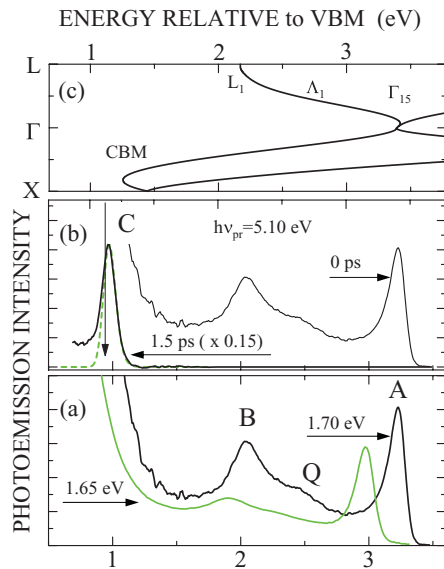 ENERGY RELATIVE to VBM (eV)
1 2 3
L
Γ
X
(c)
L₁
Λ₁
Γ₁₅
CBM
(b)
C
hν_pr=5.10 eV
0 ps
1.5 ps ( x 0.15)
(a)
B
Q
A
1.70 eV
1.65 eV
PHOTOEMISSION INTENSITY
1 2 3